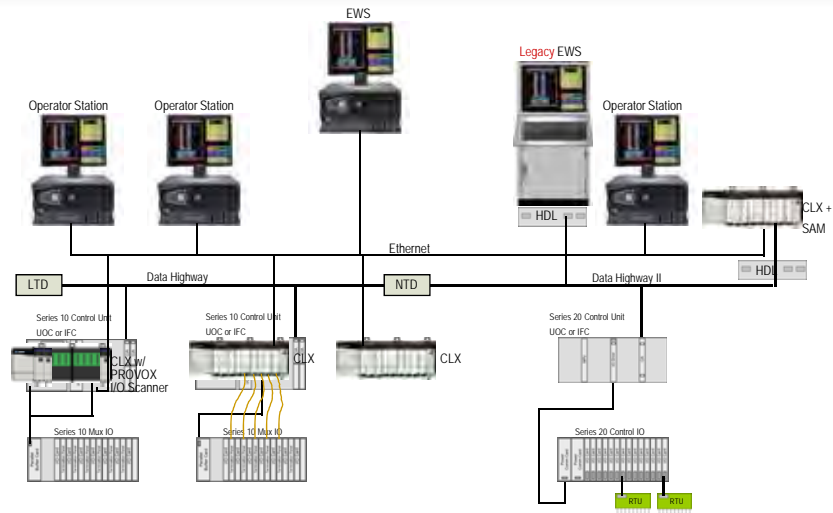 EWS
Legacy EWS
Operator Station
Operator Station
Operator Station
HDL
CLX +
SAM
Ethernet
HDL
LTD
Data Highway
NTD
Data Highway II
Series 10 Control Unit
UOC or IFC
Series 10 Control Unit
UOC or IFC
Series 20 Control Unit
UOC or IFC
CLX w/
PROVOX
I/O Scanner
CLX
CLX
Series 10 Mux IO
Series 10 Mux IO
Series 20 Control IO
RTU
RTU